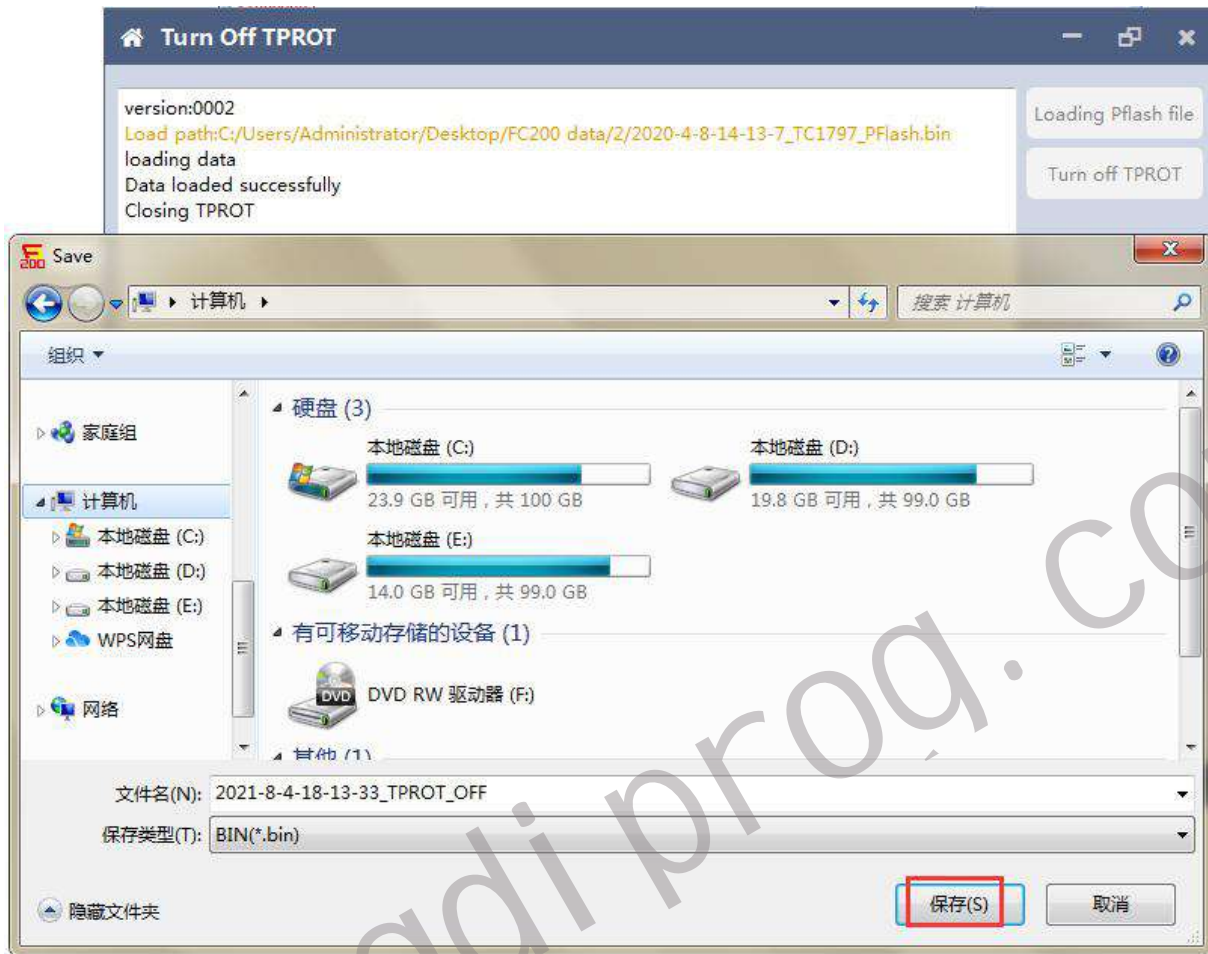 Turn Off TPROT
version:0002
Load path:C:/Users/Administrator/Desktop/FC200 data/2/2020-4-8-14-13-7_TC1797_PFlash.bin
loading data
Data loaded successfully
Closing TPROT
Loading Pflash file
Turn off TPROT
F 200 Save
计算机
搜索 计算机
组织
家庭组
计算机
本地磁盘 (C:)
本地磁盘 (D:)
本地磁盘 (E:)
WPS网盘
网络
硬盘 (3)
本地磁盘 (C:)
23.9 GB 可用 , 共 100 GB
本地磁盘 (D:)
19.8 GB 可用 , 共 99.0 GB
本地磁盘 (E:)
14.0 GB 可用 , 共 99.0 GB
有可移动存储的设备 (1)
DVD
DVD RW 驱动器 (F:)
其他 (1)
文件名(N): 2021-8-4-18-13-33_TPROT_OFF
保存类型(T): BIN(*.bin)
隐藏文件夹
保存(S)
取消
adiprog.co